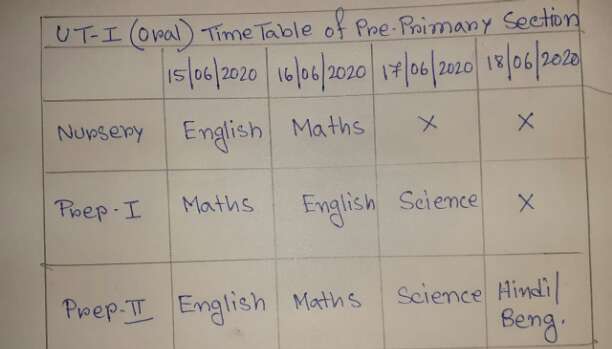 UT-I (Oral) Time Table of Pre-Primary Section
15/06/2020 16/06/2020 17/06/2020 18/06/2020
Nursery English Maths X X
Prep-I Maths English Science X
Prep-II English Maths Science Hindi/
Beng.